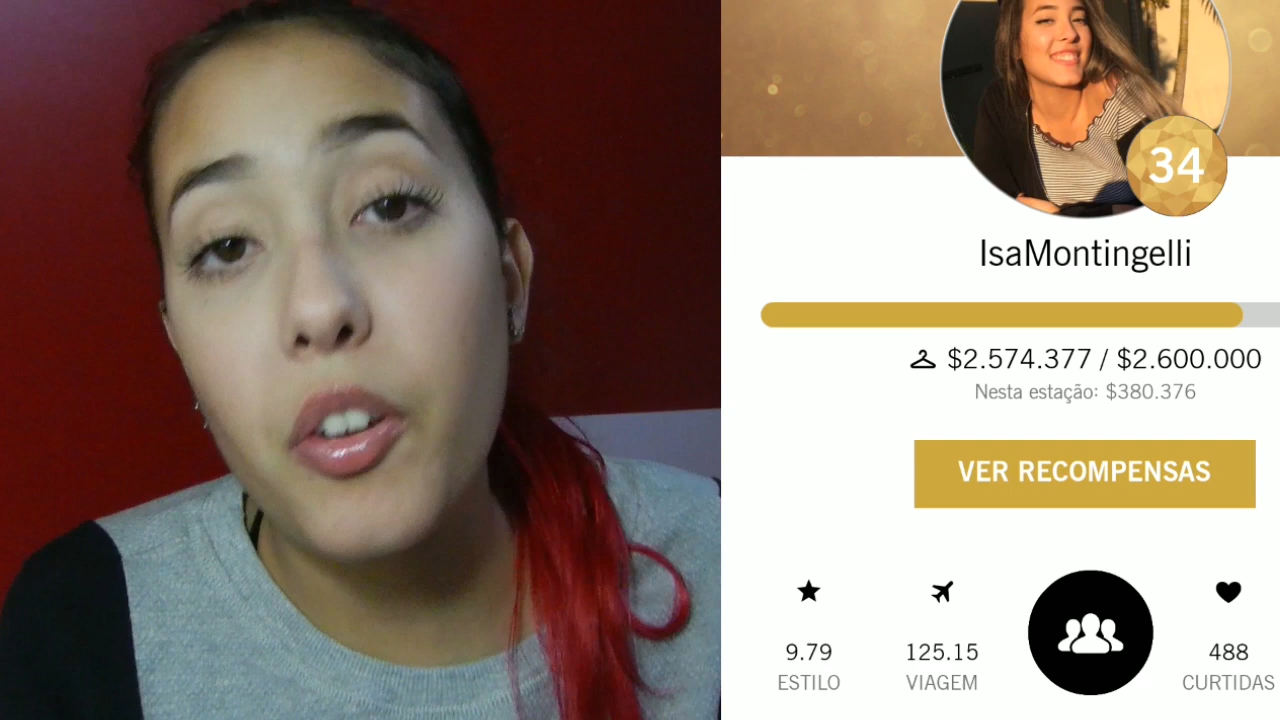 34
IsaMontingelli
$2.574.377 / $2.600.000
Nesta estação: $380.376
VER RECOMPENSAS
9.79 125.15 488
ESTILO VIAGEM CURTIDAS